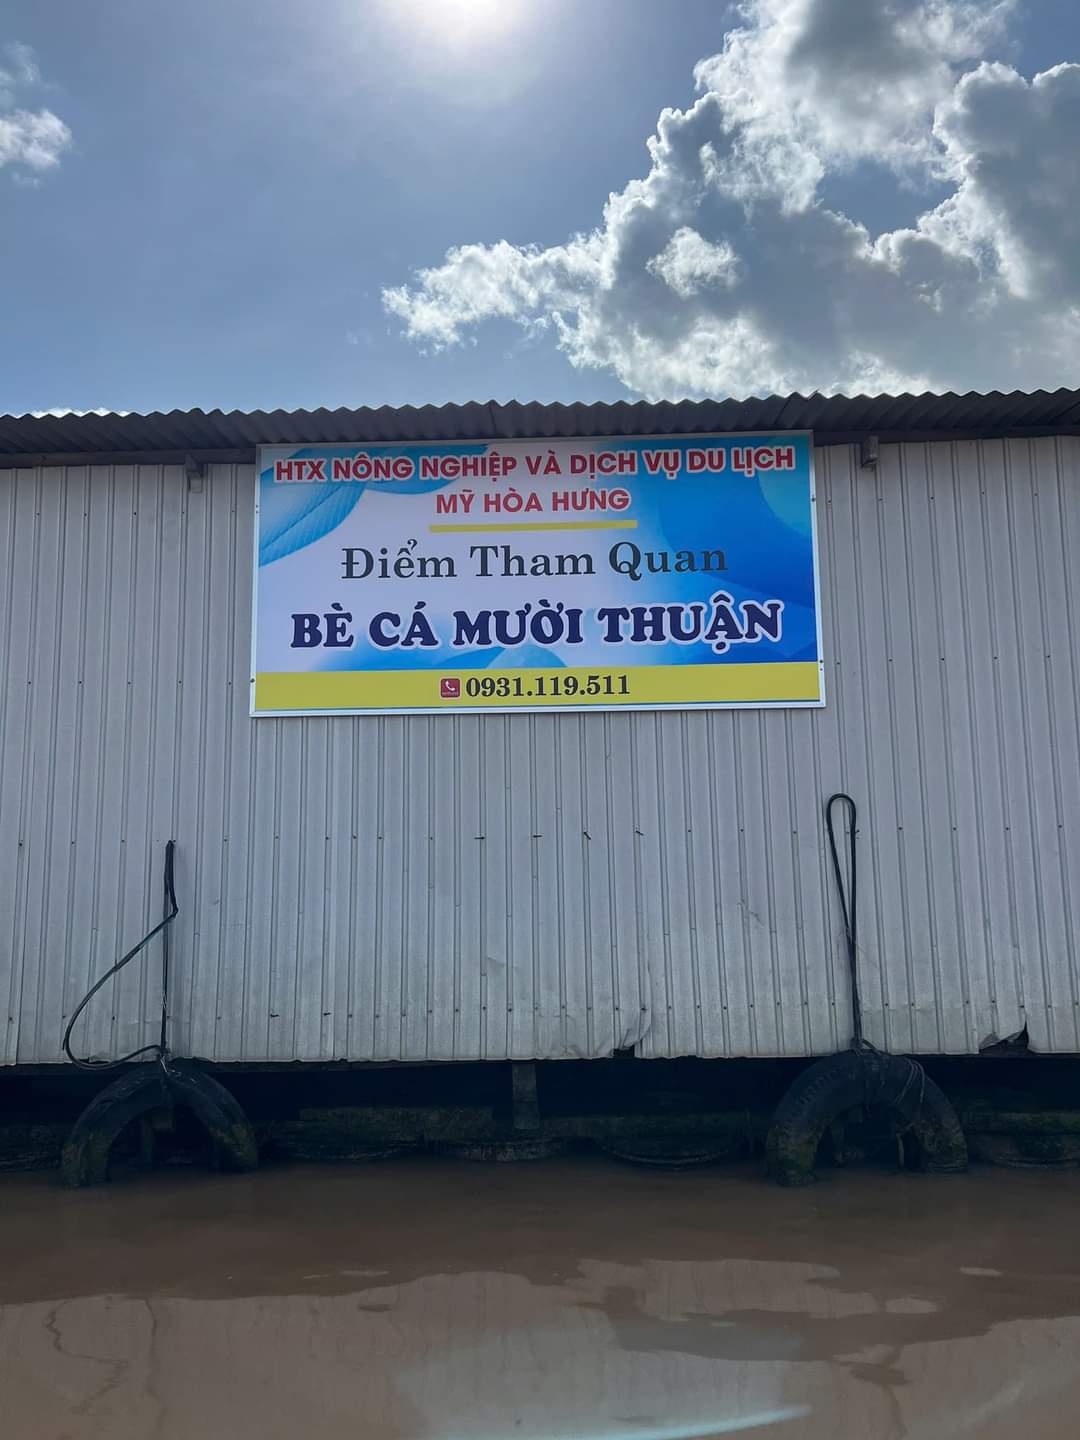 HTX NÔNG NGHIỆP VÀ DỊCH VỤ DU LỊCH
MỸ HÒA HƯNG
Điểm Tham Quan
BÈ CÁ MƯỜI THUẬN
0931.119.511